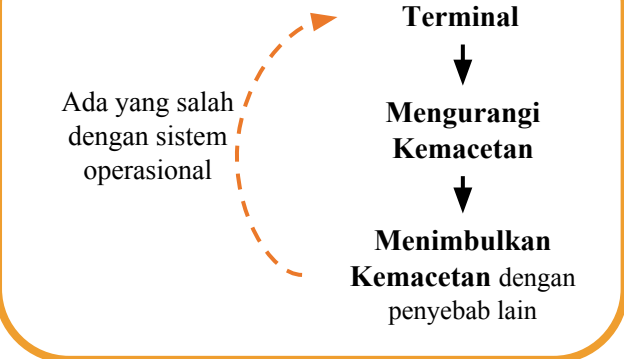 Terminal
Ada yang salah
dengan sistem
operasional
Mengurangi
Kemacetan
Menimbulkan
Kemacetan dengan
penyebab lain